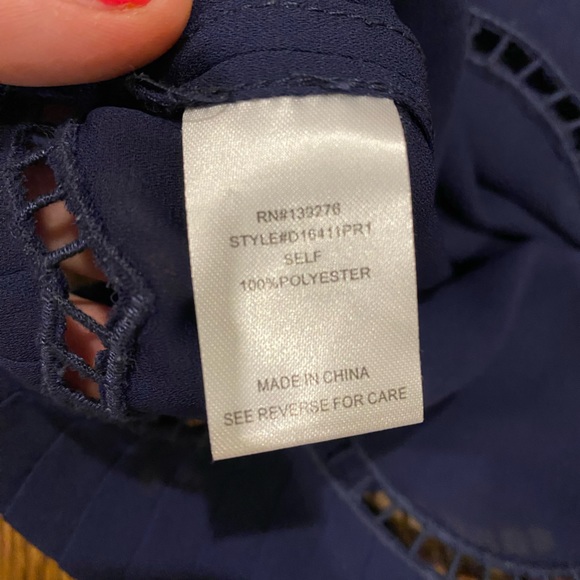 RN#139276
STYLE#D16411PR1
SELF
100%POLYESTER
MADE IN CHINA
SEE REVERSE FOR CARE